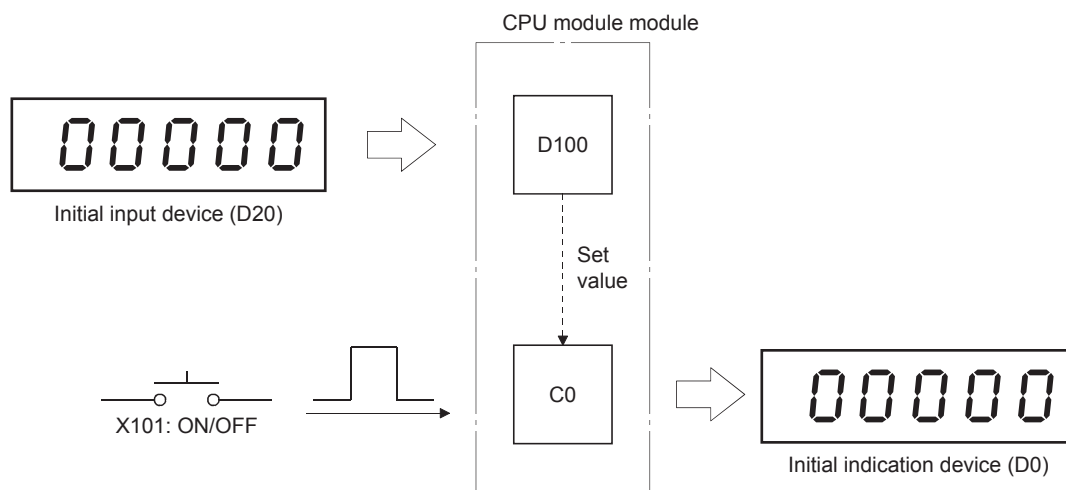 CPU module module
00000
D100
Initial input device (D20)
Set
value
C0
00000
X101: ON/OFF
Initial indication device (D0)